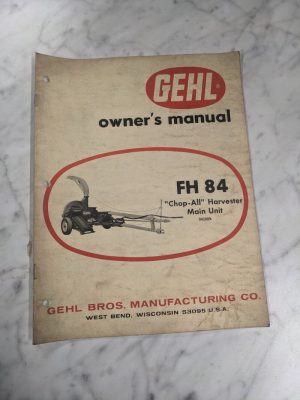 GEHL®
owner's manual
FH 84
"Chop-All" Harvester
Main Unit
GEHL BROS. MANUFACTURING CO.
WEST BEND, WISCONSIN 53095 U.S.A.